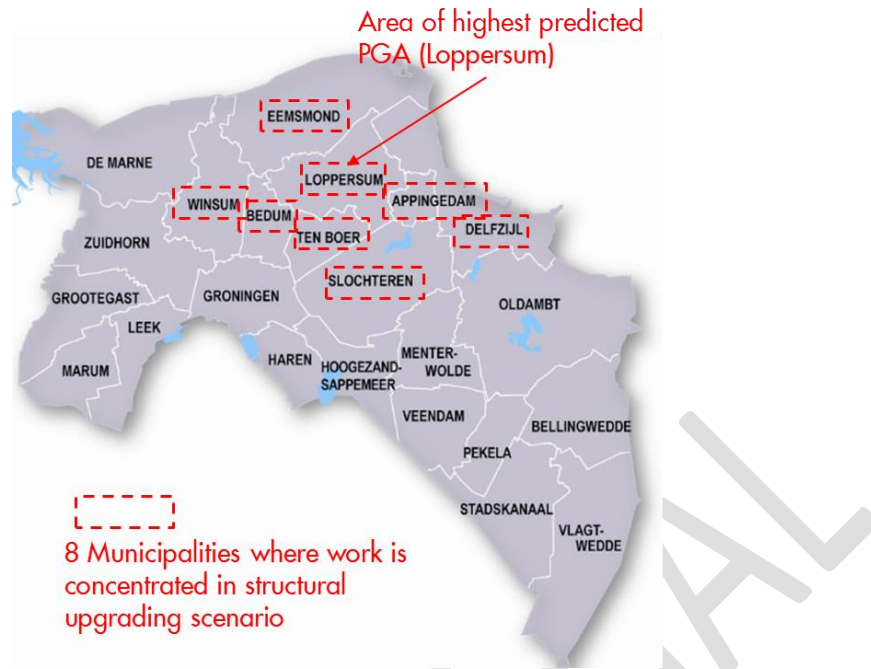 Area of highest predicted
PGA (Loppersum)
EEMSMOND
DE MARNE
LOPPERSUM
WINSUM
APPINGEDAM
BEDUM
DELFZIJL
TEN BOER
ZUIDHORN
SLOCHTEREN
GROOTEGAST
GRONINGEN
OLDAMBT
LEEK
HAREN
MENTER-
WOLDE
MARUM
HOOGEZAND-
SAPPEMEER
VEENDAM
BELLINGWEDDE
PEKELA
STADSKANAAL
VLAGT-
WEDDE
8 Municipalities where work is
concentrated in structural
upgrading scenario